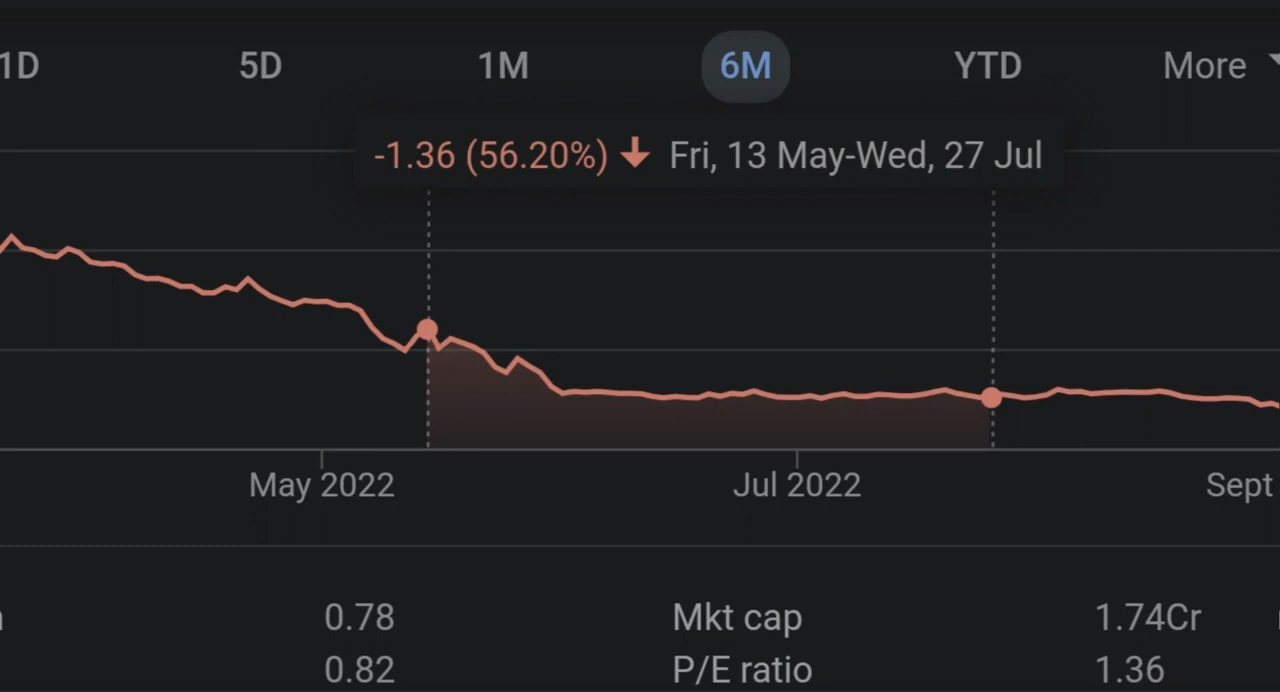 1D 5D 1M 6M YTD More
-1.36 (56.20%) Fri, 13 May-Wed, 27 Jul
May 2022 Jul 2022 Sept
0.78 Mkt cap 1.74Cr
0.82 P/E ratio 1.36